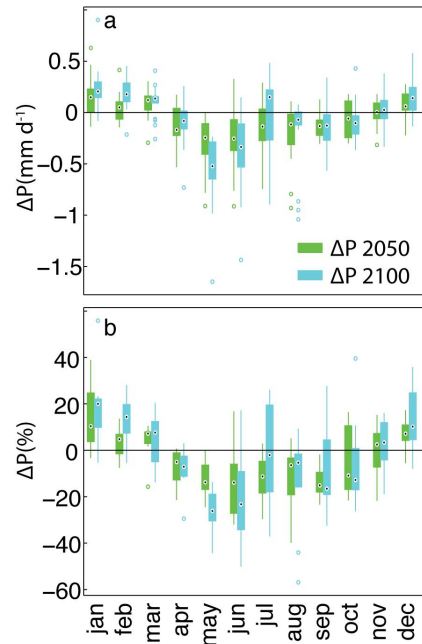 a
0.5
0
−0.5
−1
−1.5
ΔP(mm d⁻¹)
ΔP 2050
ΔP 2100
b
40
20
0
−20
−40
−60
ΔP(%)
jan feb mar apr may jun jul aug sep oct nov dec